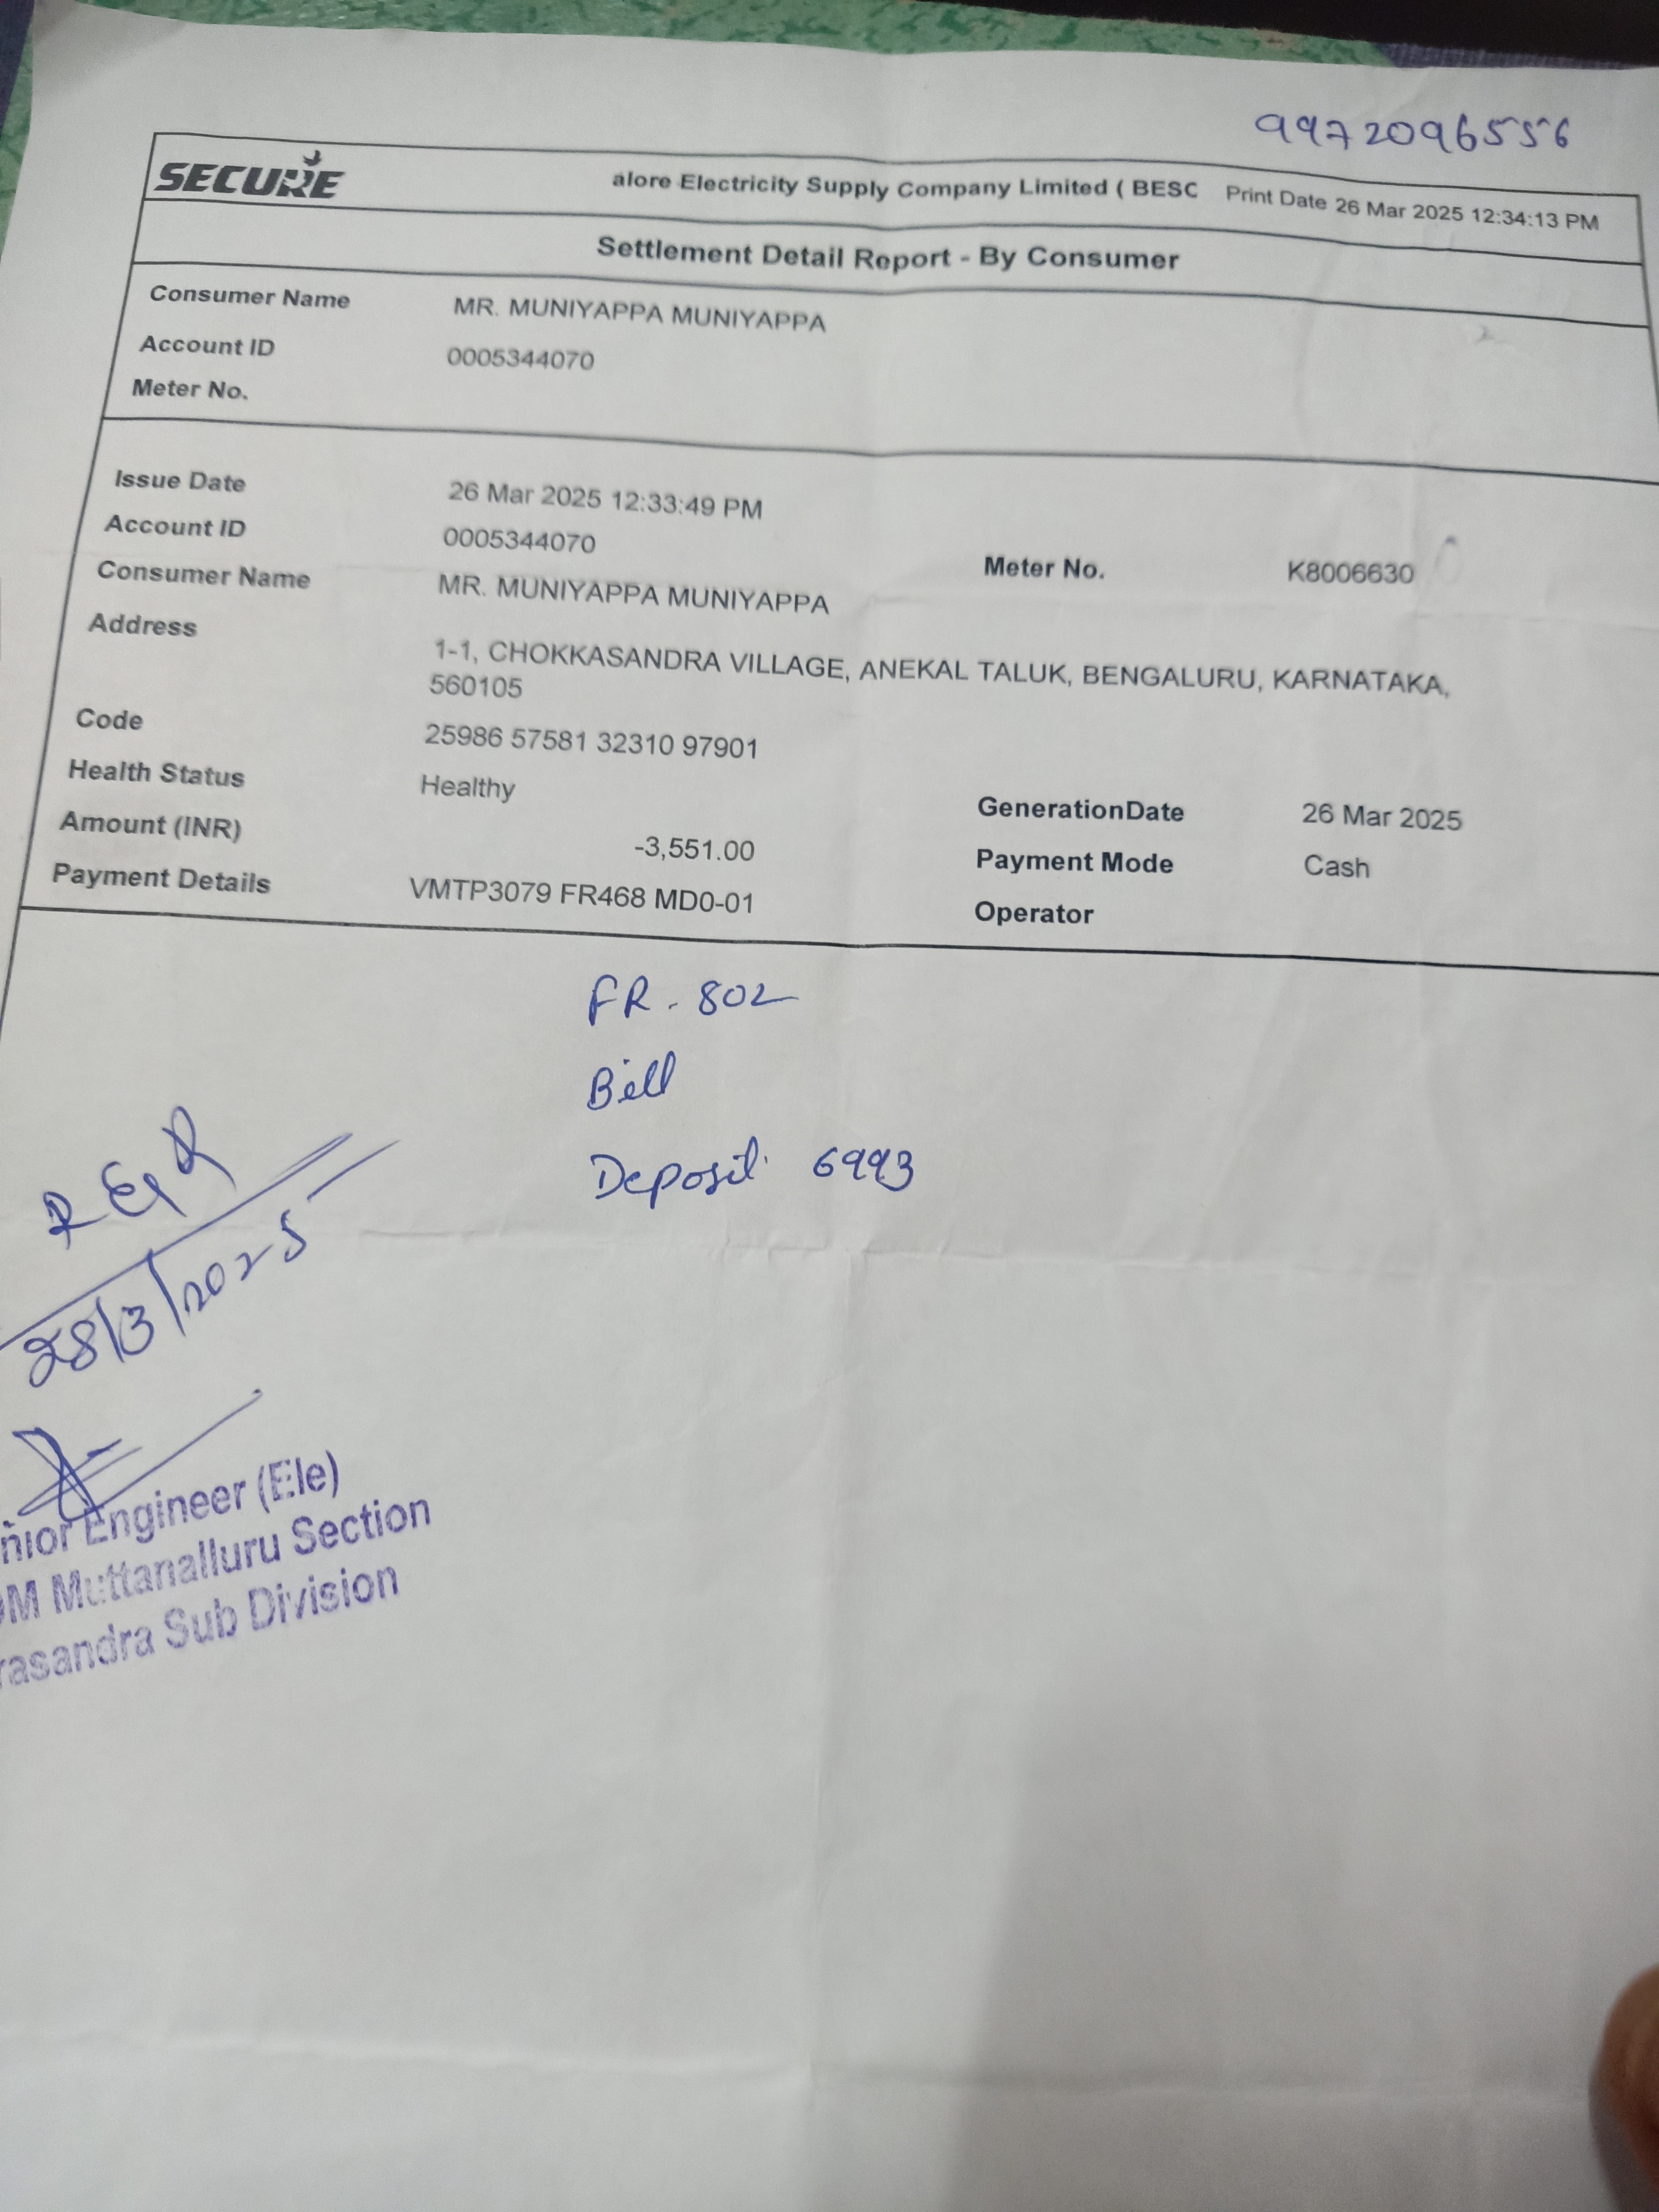 9972096556
SECURE
alore Electricity Supply Company Limited ( BESC
Print Date 26 Mar 2025 12:34:13 PM
Settlement Detail Report - By Consumer
Consumer Name MR. MUNIYAPPA MUNIYAPPA
Account ID 0005344070
Meter No.
Issue Date 26 Mar 2025 12:33:49 PM
Account ID 0005344070 Meter No. K8006630
Consumer Name MR. MUNIYAPPA MUNIYAPPA
Address 1-1, CHOKKASANDRA VILLAGE, ANEKAL TALUK, BENGALURU, KARNATAKA,
560105
Code 25986 57581 32310 97901
Health Status Healthy GenerationDate 26 Mar 2025
Amount (INR) -3,551.00 Payment Mode Cash
Payment Details VMTP3079 FR468 MD0-01 Operator
FR - 802
Bill
Deposit 6993
28/3/2025
nior Engineer (Ele)
OM Muttanalluru Section
rasandra Sub Division